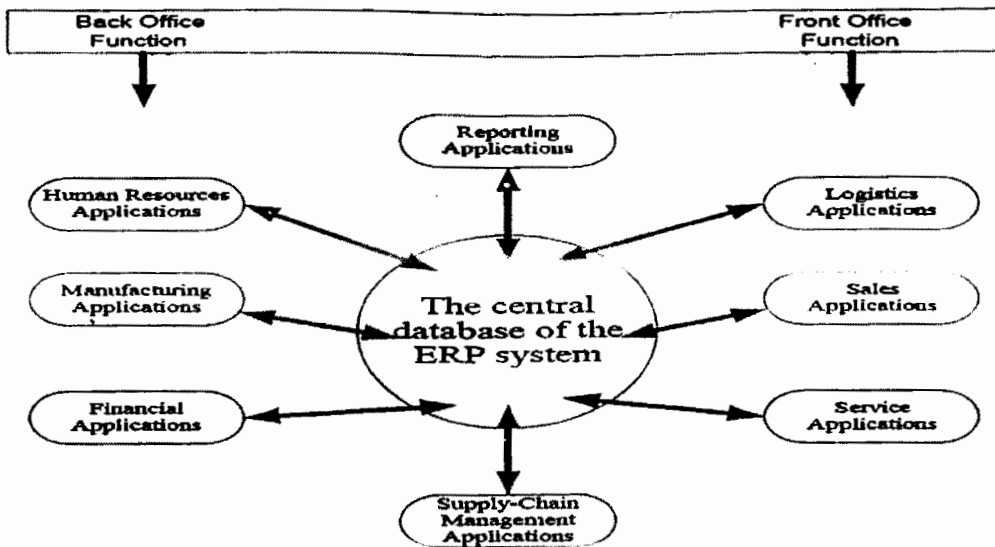 Back Office
Function
Front Office
Function
Reporting
Applications
Human Resources
Applications
Logistics
Applications
Manufacturing
Applications
The central
database of the
ERP system
Sales
Applications
Financial
Applications
Service
Applications
Supply-Chain
Management
Applications